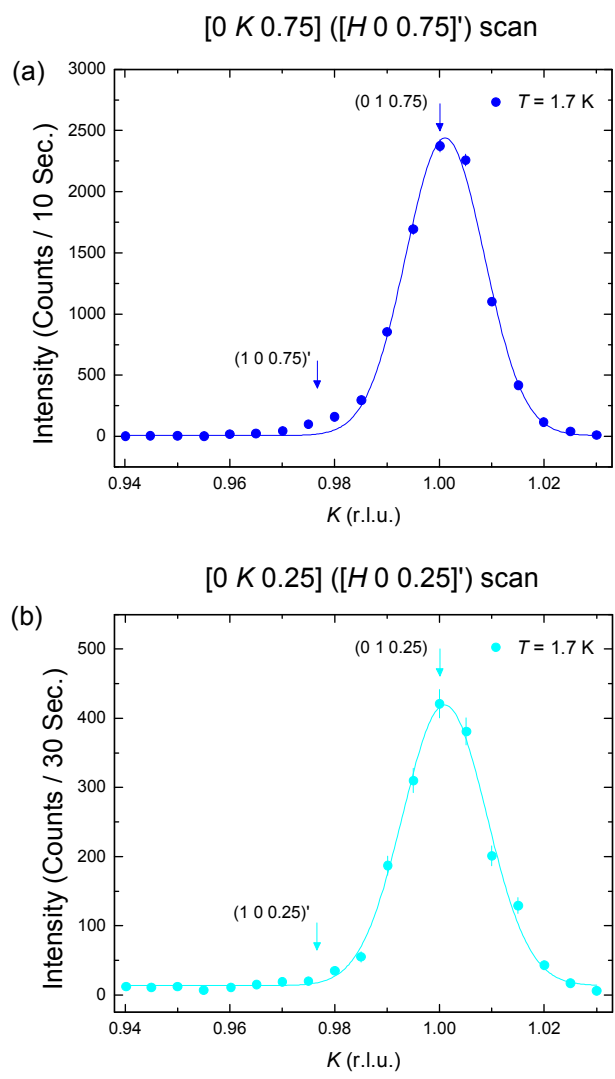 [0 K 0.75] ([H 0 0.75]') scan
(a)
3000
2500
2000
1500
1000
500
0
Intensity (Counts / 10 Sec.)
(0 1 0.75)
T = 1.7 K
(1 0 0.75)'
0.94 0.96 0.98 1.00 1.02
K (r.l.u.)
[0 K 0.25] ([H 0 0.25]') scan
(b)
500
400
300
200
100
0
Intensity (Counts / 30 Sec.)
(0 1 0.25)
T = 1.7 K
(1 0 0.25)'
0.94 0.96 0.98 1.00 1.02
K (r.l.u.)